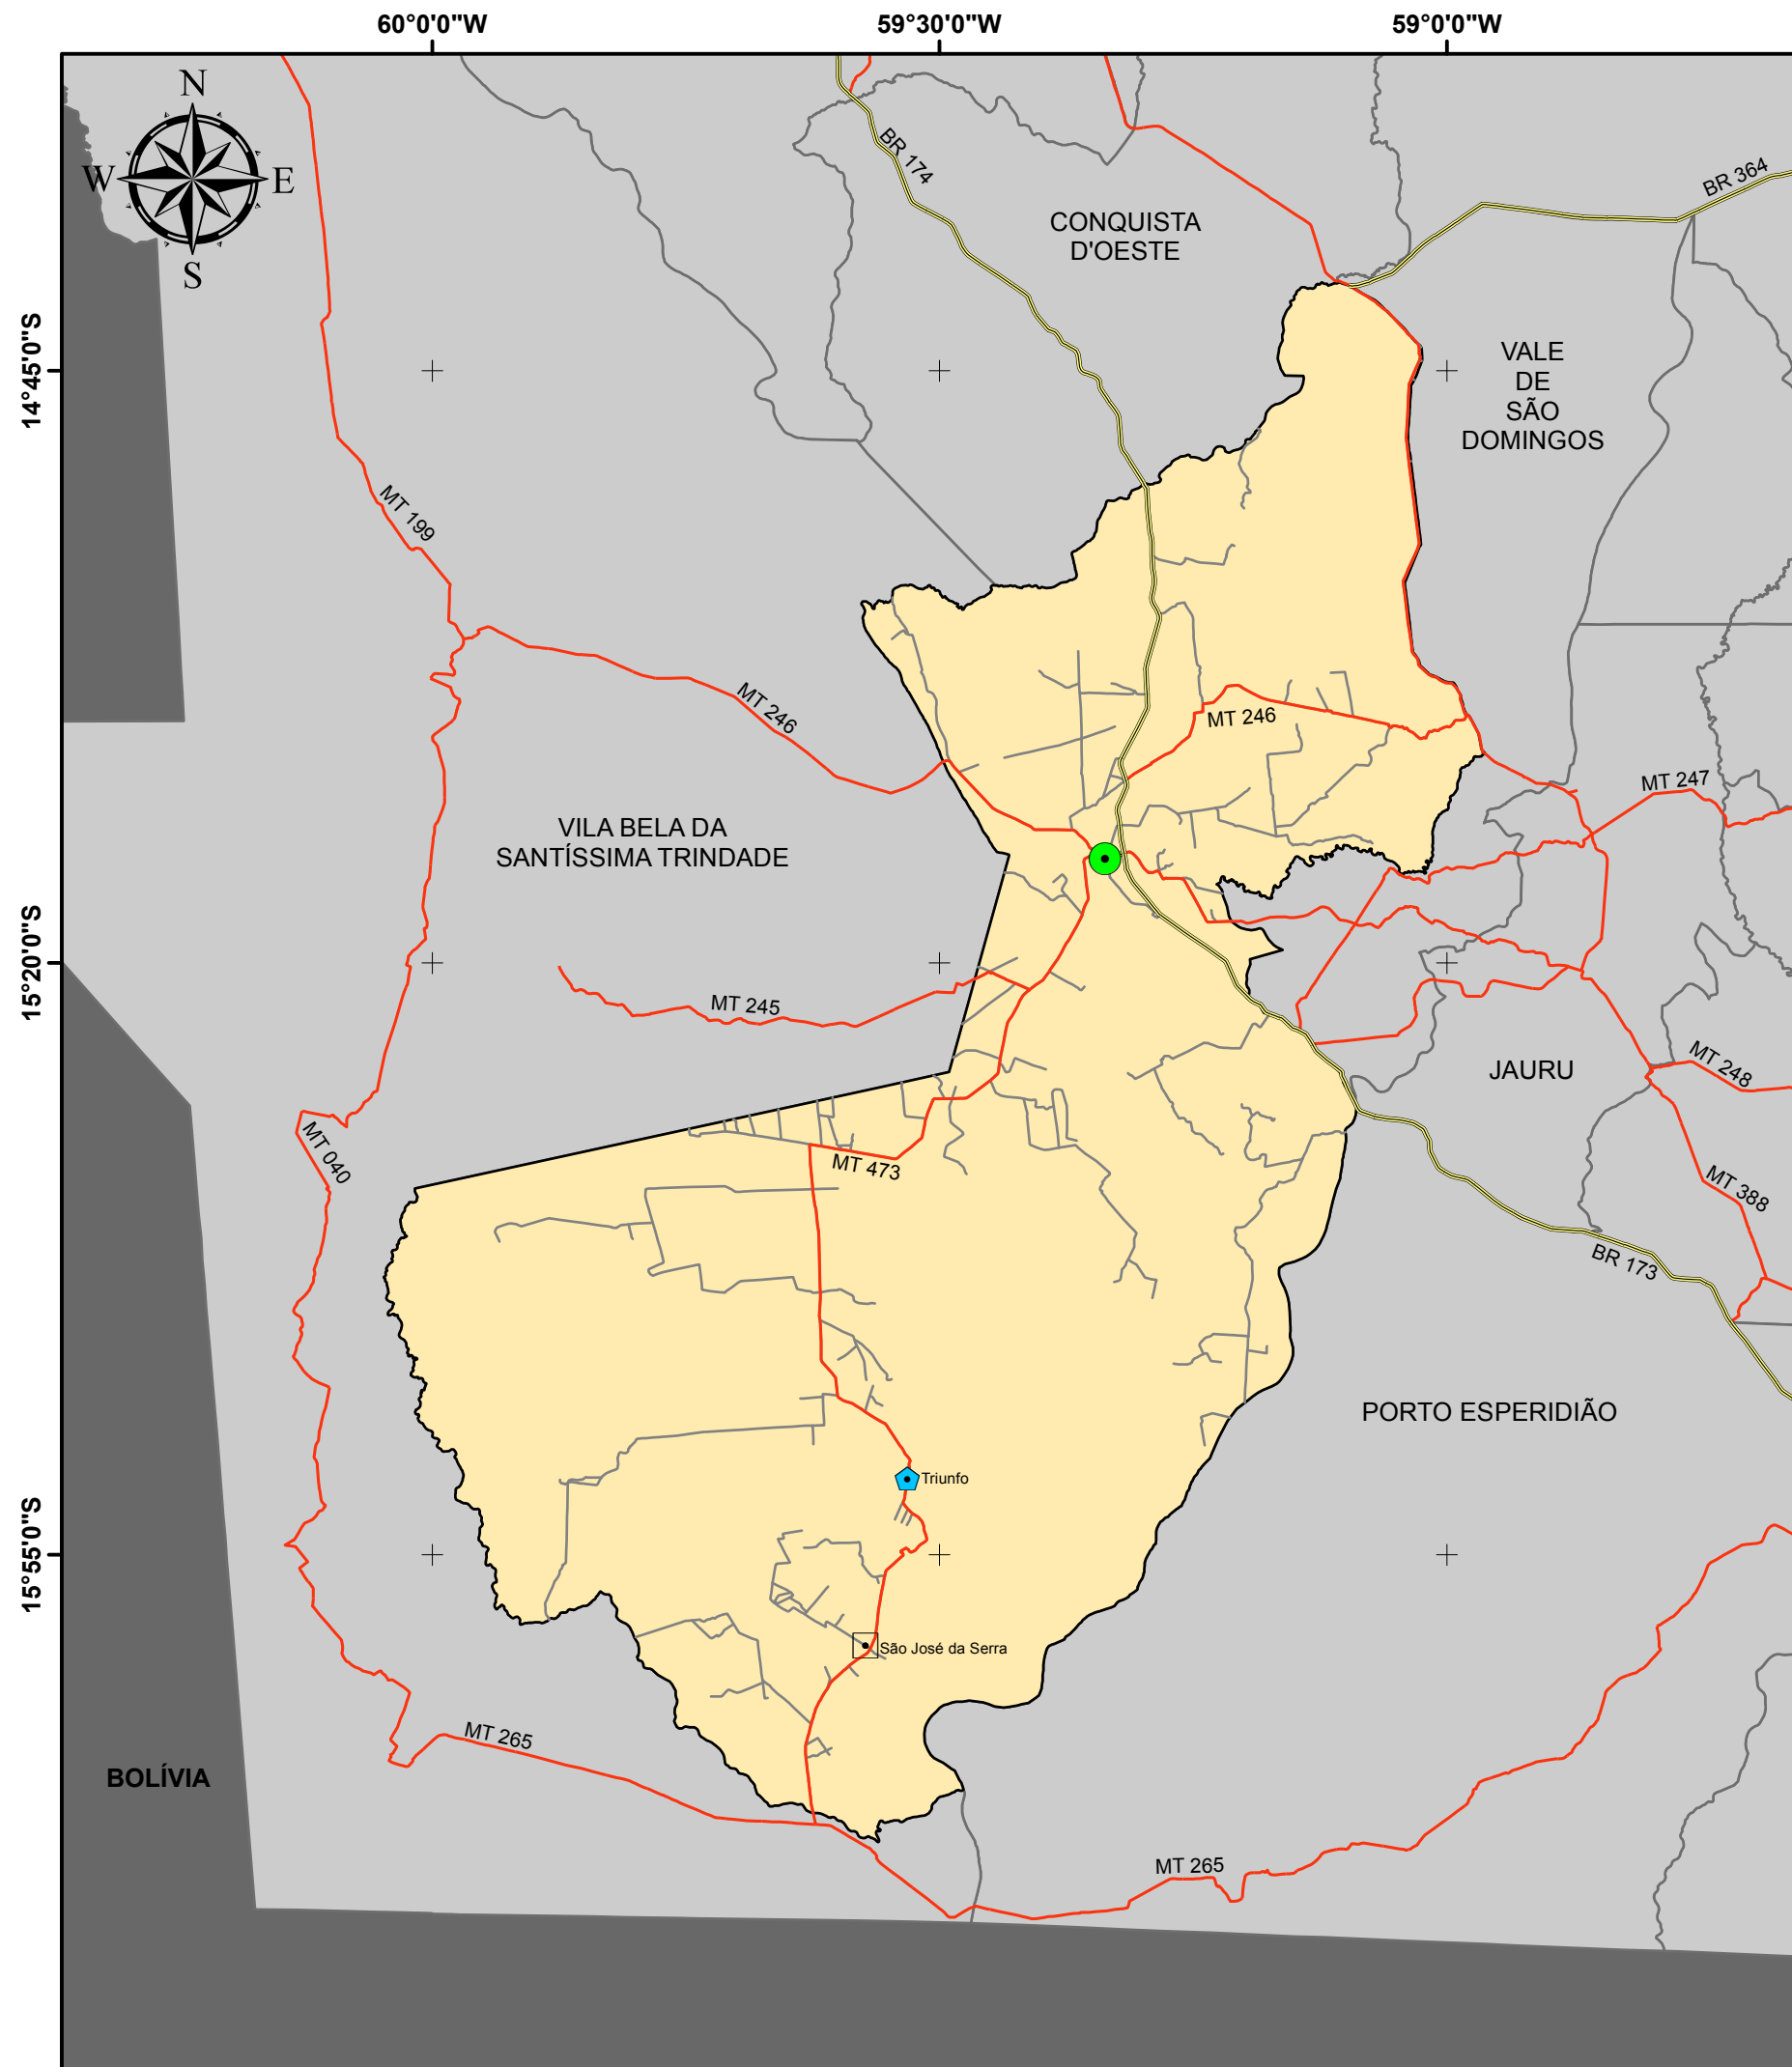 60°0'0"W
59°30'0"W
59°0'0"W
N
W
E
S
BR 174
BR 364
CONQUISTA
D'OESTE
14°45'0"S
VALE
DE
SÃO
DOMINGOS
MT 199
MT 246
MT 246
MT 247
VILA BELA DA
SANTÍSSIMA TRINDADE
15°20'0"S
MT 245
JAURU
MT 248
MT 040
MT 473
MT 388
BR 173
PORTO ESPERIDIÃO
Triunfo
15°55'0"S
São José da Serra
MT 265
BOLÍVIA
MT 265